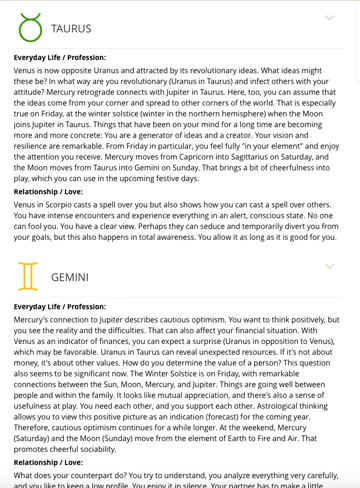 TAURUS
Everyday Life / Profession:
Venus is now opposite Uranus and attracted by its revolutionary ideas. What ideas might
these be? In what way are you revolutionary (Uranus in Taurus) and infect others with your
attitude? Mercury retrograde connects with Jupiter in Taurus. Here, too, you can assume that
the ideas come from your corner and spread to other corners of the world. That is especially
true on Friday, at the winter solstice (winter in the northern hemisphere) when the Moon
joins Jupiter in Taurus. Things that have been on your mind for a long time are becoming
more and more concrete: You are a generator of ideas and a creator. Your vision and
resilience are remarkable. From Friday in particular, you feel fully "in your element" and enjoy
the attention you receive. Mercury moves from Capricorn into Sagittarius on Saturday, and
the Moon moves from Taurus into Gemini on Sunday. That brings a bit of cheerfulness into
play, which you can use in the upcoming festive days.
Relationship / Love:
Venus in Scorpio casts a spell over you but also shows how you can cast a spell over others.
You have intense encounters and experience everything in an alert, conscious state. No one
can fool you. You have a clear view. Perhaps they can seduce and temporarily divert you from
your goals, but this also happens in total awareness. You allow it as long as it is good for you.
GEMINI
Everyday Life / Profession:
Mercury's connection to Jupiter describes cautious optimism. You want to think positively, but
you see the reality and the difficulties. That can also affect your financial situation. With
Venus as an indicator of finances, you can expect a surprise (Uranus in opposition to Venus),
which may be favorable. Uranus in Taurus can reveal unexpected resources. If it's not about
money, it's about other values. How do you determine the value of a person? This question
also seems to be significant now. The Winter Solstice is on Friday, with remarkable
connections between the Sun, Moon, Mercury, and Jupiter. Things are going well between
people and within the family. It looks like mutual appreciation, and there's also a sense of
usefulness at play. You need each other, and you support each other. Astrological thinking
allows you to view this positive picture as an indication (forecast) for the coming year.
Therefore, cautious optimism continues for a while longer. At the weekend, Mercury
(Saturday) and the Moon (Sunday) move from the element of Earth to Fire and Air. That
promotes cheerful sociability.
Relationship / Love:
What does your counterpart do? You try to understand, you analyze everything very carefully,
and you like to keep a low profile. You enjoy it in silence. Your partner has to make a little